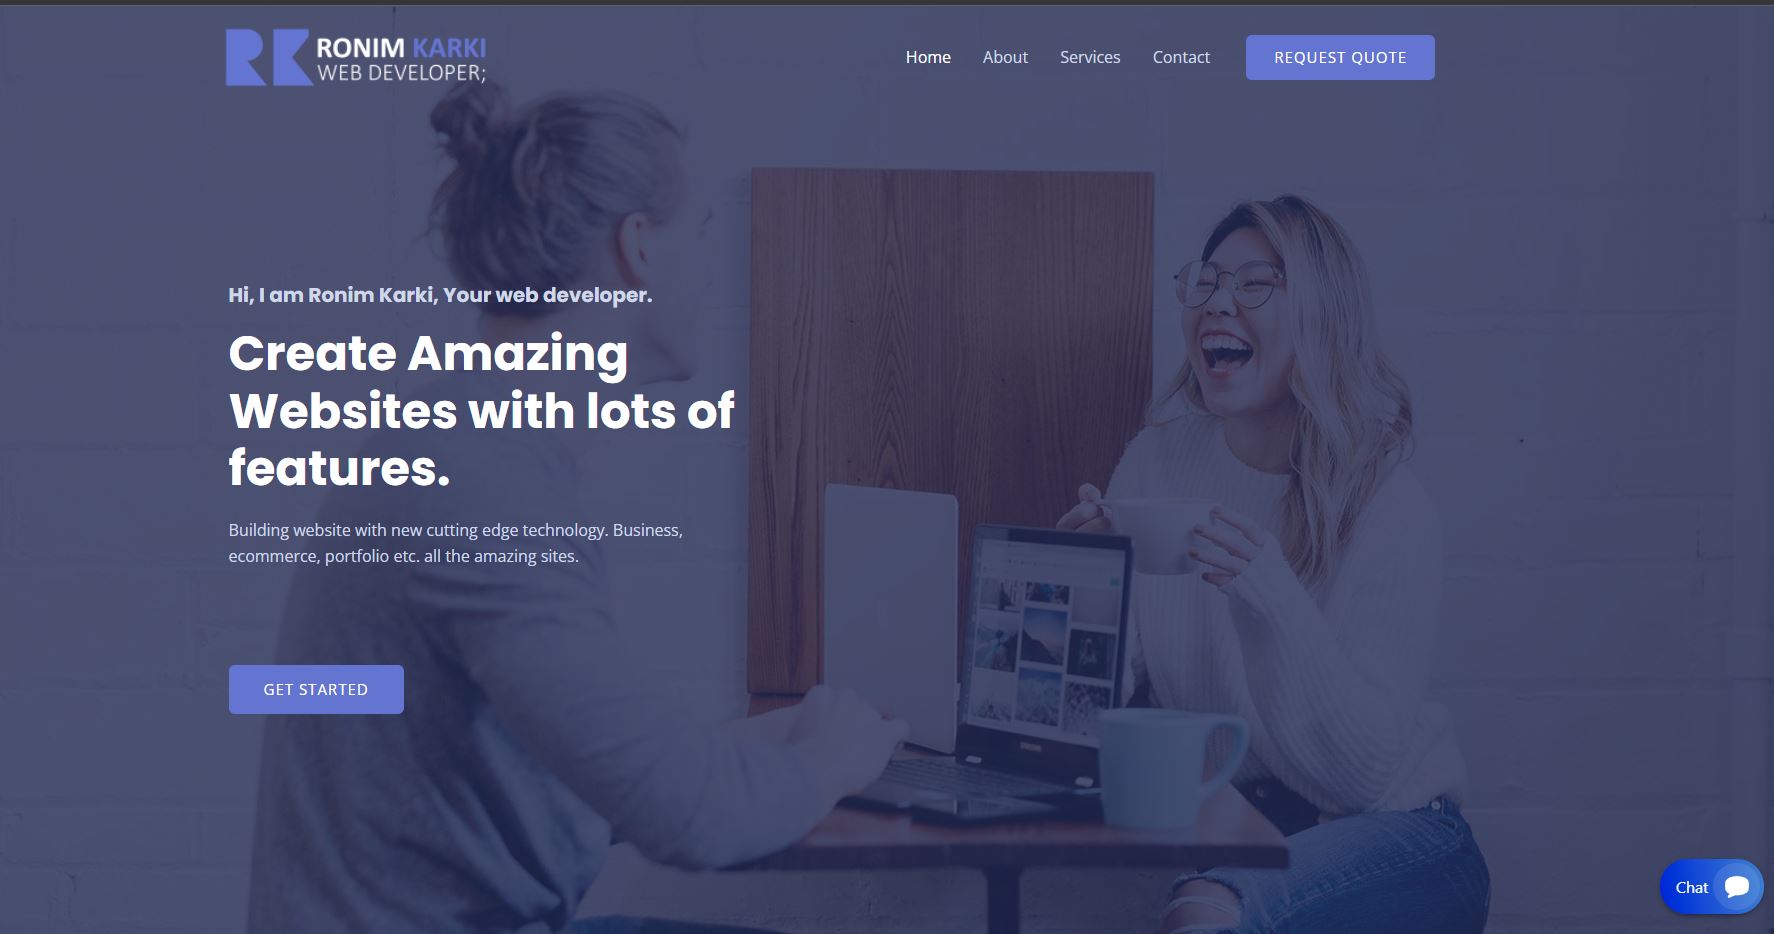 RONIM KARKI
WEB DEVELOPER;
Home
About
Services
Contact
REQUEST QUOTE
Hi, I am Ronim Karki, Your web developer.
Create Amazing
Websites with lots of
features.
Building website with new cutting edge technology. Business,
ecommerce, portfolio etc. all the amazing sites.
GET STARTED
Chat